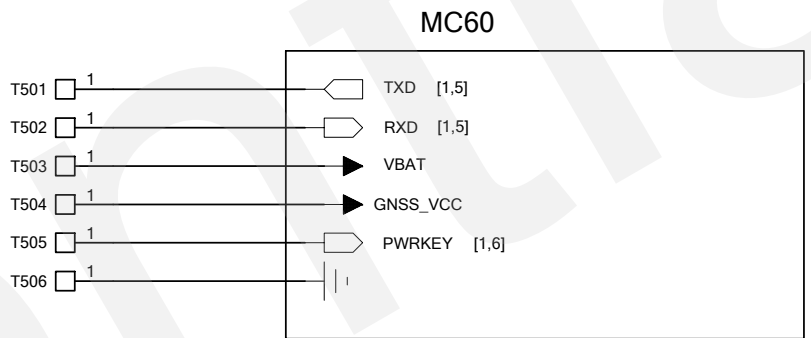 MC60
T501 1 TXD [1,5]
T502 1 RXD [1,5]
T503 1 VBAT
T504 1 GNSS_VCC
T505 1 PWRKEY [1,6]
T506 1